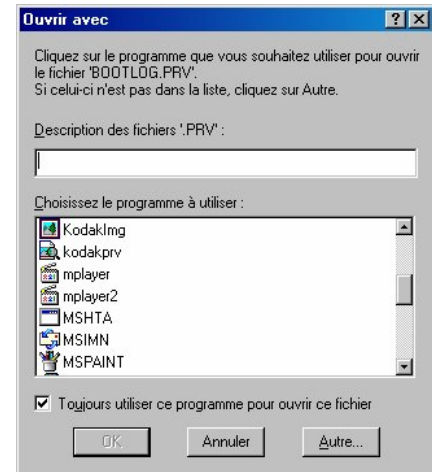 Ouvrir avec
Cliquez sur le programme que vous souhaitez utiliser pour ouvrir
le fichier 'BOOTLOG.PRV'.
Si celui-ci n'est pas dans la liste, cliquez sur Autre.
Description des fichiers '.PRV' :
Choisissez le programme à utiliser :
KodakImg
kodakprv
mplayer
mplayer2
MSHTA
MSIMN
MSPAINT
Toujours utiliser ce programme pour ouvrir ce fichier
OK Annuler Autre...